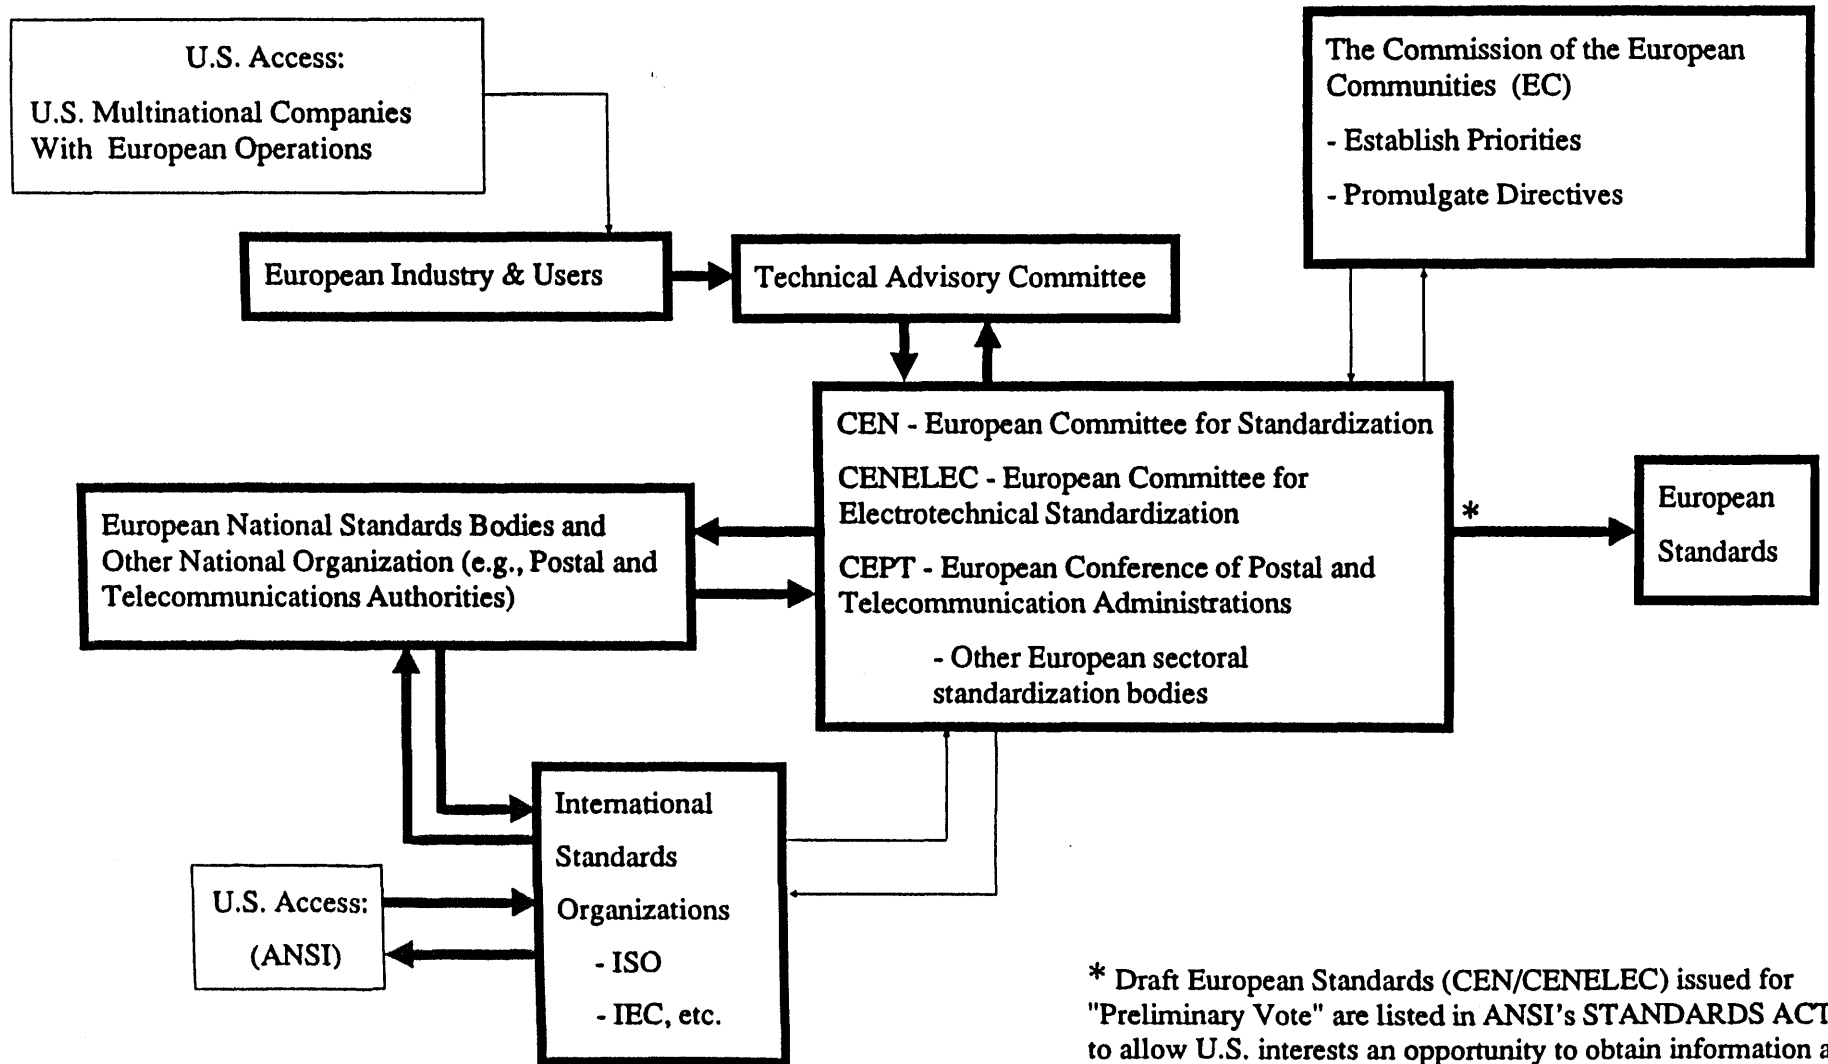 U.S. Access:
U.S. Multinational Companies
With European Operations
The Commission of the European
Communities (EC)
- Establish Priorities
- Promulgate Directives
European Industry & Users
Technical Advisory Committee
CEN - European Committee for Standardization
CENELEC - European Committee for
Electrotechnical Standardization
CEPT - European Conference of Postal and
Telecommunication Administrations
- Other European sectoral
standardization bodies
*
European
Standards
European National Standards Bodies and
Other National Organization (e.g., Postal and
Telecommunications Authorities)
International
Standards
Organizations
- ISO
- IEC, etc.
U.S. Access:
(ANSI)
* Draft European Standards (CEN/CENELEC) issued for
"Preliminary Vote" are listed in ANSI's STANDARDS
to allow U.S. interests an opportunity to obtain information